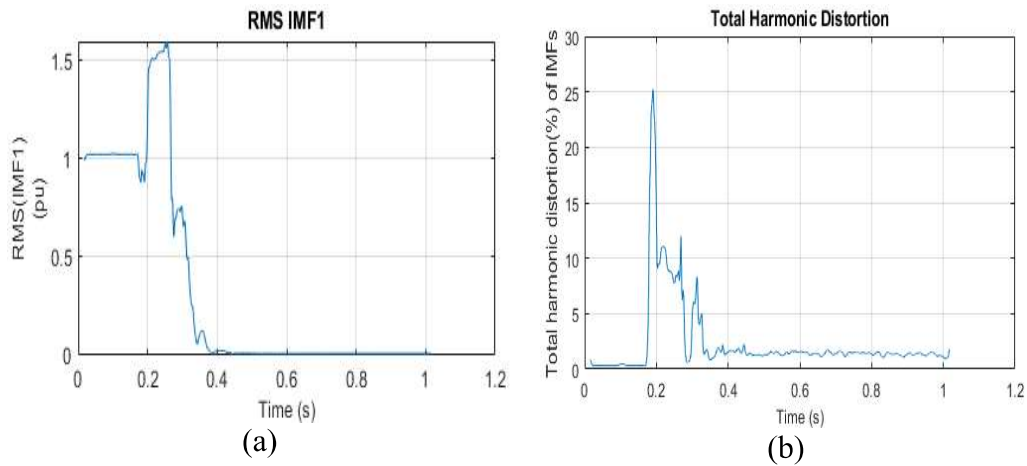 RMS IMF1
RMS(IMF1)
(pu)
1.5
1
0.5
0
0 0.2 0.4 0.6 0.8 1 1.2
Time (s)
(a)
Total Harmonic Distortion
Total harmonic distortion(%) of IMFs
30
25
20
15
10
5
0
0 0.2 0.4 0.6 0.8 1 1.2
Time (s)
(b)